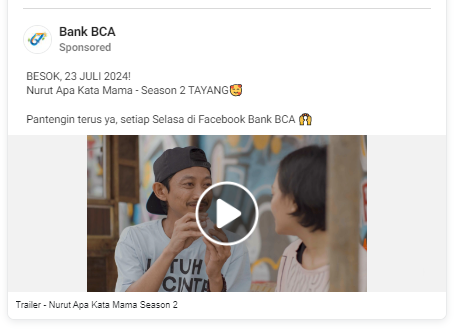 Bank BCA
Sponsored
BESOK, 23 JULI 2024!
Nurut Apa Kata Mama - Season 2 TAYANG🥰
Pantengin terus ya, setiap Selasa di Facebook Bank BCA 🙀
JATUH
CINTA
Trailer - Nurut Apa Kata Mama Season 2